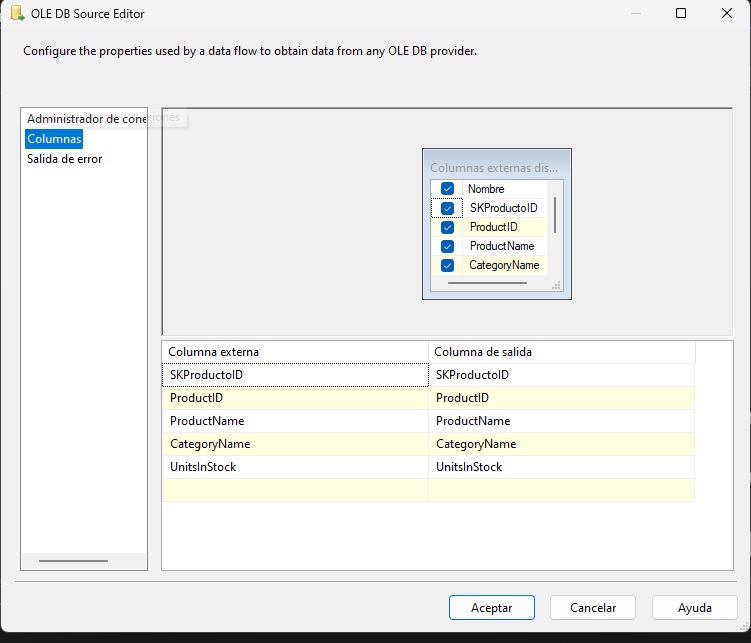 OLE DB Source Editor
Configure the properties used by a data flow to obtain data from any OLE DB provider.
Administrador de cone
xiones
Columnas
Salida de error
Columnas externas dis...
Nombre
SKProductoID
ProductID
ProductName
CategoryName
Columna externa Columna de salida
SKProductoID SKProductoID
ProductID ProductID
ProductName ProductName
CategoryName CategoryName
UnitsInStock UnitsInStock
Aceptar Cancelar Ayuda